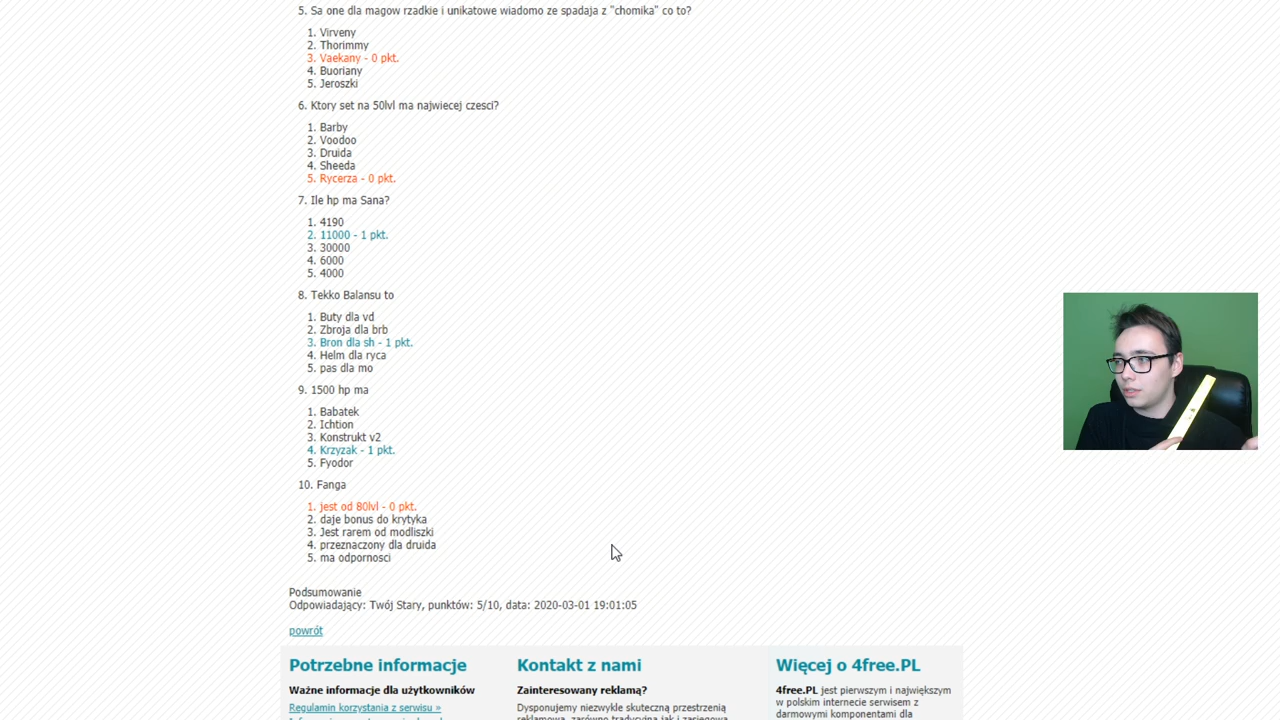 5. Sa one dla magow rzadkie i unikatowe wiadomo ze spadaja z "chomika" co to?
1. Virveny
2. Thorimmy
3. Vaekany - 0 pkt.
4. Buoriany
5. Jeroszki
6. Ktory set na 50lvl ma najwiecej czesci?
1. Barby
2. Voodoo
3. Druida
4. Sheeda
5. Rycerza - 0 pkt.
7. Ile hp ma Sana?
1. 4190
2. 11000 - 1 pkt.
3. 30000
4. 6000
5. 4000
8. Tekko Balansu to
1. Buty dla vd
2. Zbroja dla brb
3. Bron dla sh - 1 pkt.
4. Helm dla ryca
5. pas dla mo
9. 1500 hp ma
1. Babatek
2. Ichtion
3. Konstrukt v2
4. Krzyzak - 1 pkt.
5. Fyodor
10. Fanga
1. jest od 80lvl - 0 pkt.
2. daje bonus do krytyka
3. Jest rarem od modliszki
4. przeznaczony dla druida
5. ma odpornosci
Podsumowanie
Odpowiadający: Twój Stary, punktów: 5/10, data: 2020-03-01 19:01:05
powrót
Potrzebne informacje
Ważne informacje dla użytkowników
Regulamin korzystania z serwisu »
Kontakt z nami
Zainteresowany reklamą?
Dysponujemy niezwykle skuteczną przestrzenią
reklamową, zarówno tradycyjną jak i zasięgową
Więcej o 4free.PL
4free.PL jest pierwszym i największym
w polskim internecie serwisem z
darmowymi komponentami dla